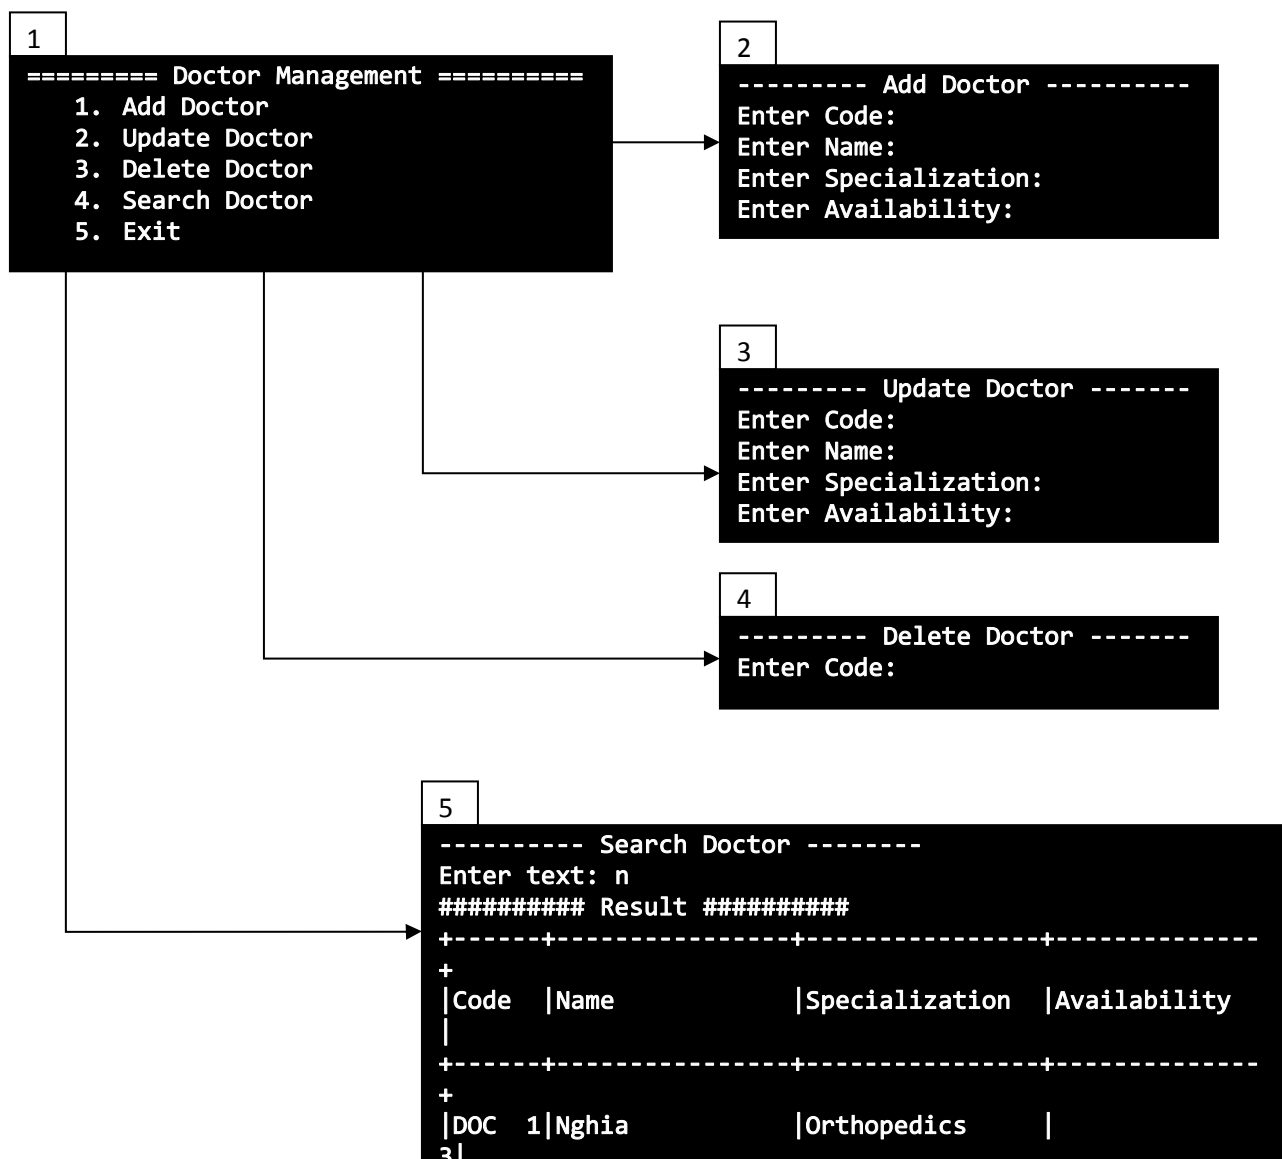 1
========= Doctor Management ==========
1. Add Doctor
2. Update Doctor
3. Delete Doctor
4. Search Doctor
5. Exit
2
--------- Add Doctor ----------
Enter Code:
Enter Name:
Enter Specialization:
Enter Availability:
3
--------- Update Doctor -------
Enter Code:
Enter Name:
Enter Specialization:
Enter Availability:
4
--------- Delete Doctor -------
Enter Code:
5
---------- Search Doctor --------
Enter text: n
########## Result ##########
+------+----------------+----------------+--------------
+
|Code  |Name            |Specialization  |Availability
|
+------+----------------+----------------+--------------
+
|DOC  1|Nghia           |Orthopedics     |
3|